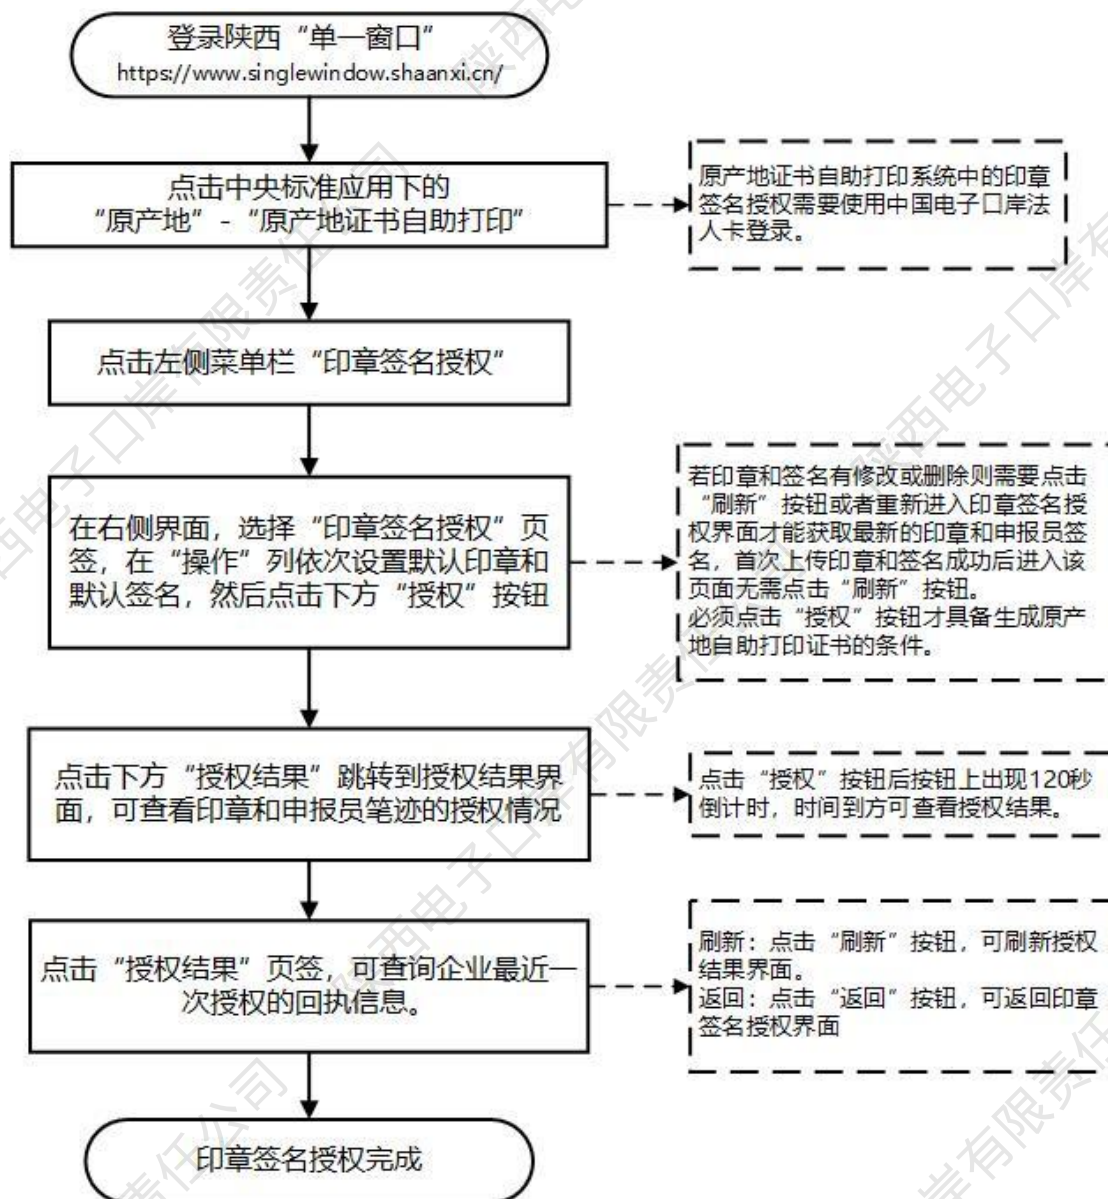 登录陕西“单一窗口”
https://www.singlewindow.shaanxi.cn/
点击中央标准应用下的
“原产地”-“原产地证书自助打印”
原产地证书自助打印系统中的印章
签名授权需要使用中国电子口岸法
人卡登录。
点击左侧菜单栏“印章签名授权”
在右侧界面，选择“印章签名授权”页
签，在“操作”列依次设置默认印章和
默认签名，然后点击下方“授权”按钮
若印章和签名有修改或删除则需要点击
“刷新”按钮或者重新进入印章签名授
权界面才能获取最新的印章和申报员签
名，首次上传印章和签名成功后进入该
页面无需点击“刷新”按钮。
必须点击“授权”按钮才具备生成原产
地自助打印证书的条件。
点击下方“授权结果”跳转到授权结果界
面，可查看印章和申报员笔迹的授权情况
点击“授权”按钮后按钮上出现120秒
倒计时，时间到方可查看授权结果。
点击“授权结果”页签，可查询企业最近一
次授权的回执信息。
刷新：点击“刷新”按钮，可刷新授权
结果界面。
返回：点击“返回”按钮，可返回印章
签名授权界面
印章签名授权完成
陕西电子口岸有限责任公司